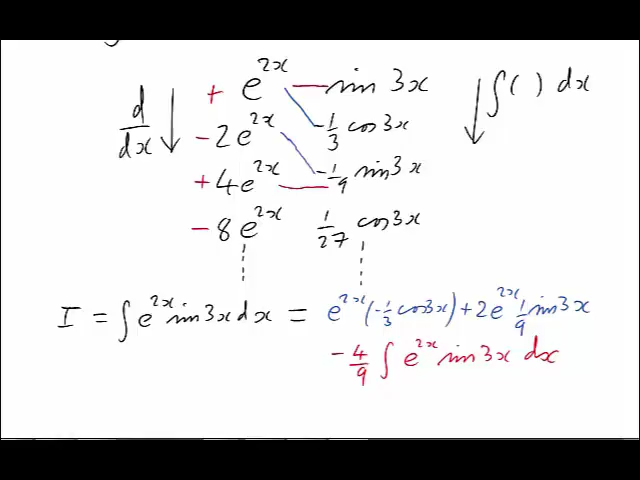 d/dx ↓ + e^{2x} sin 3x ↓ ∫( ) dx
- 2e^{2x} -1/3 cos 3x
+ 4e^{2x} -1/9 sin 3x
- 8e^{2x} 1/27 cos 3x
I = ∫ e^{2x} sin 3x dx = e^{2x} (-1/3 cos 3x) + 2e^{2x} 1/9 sin 3x
- 4/9 ∫ e^{2x} sin 3x dx